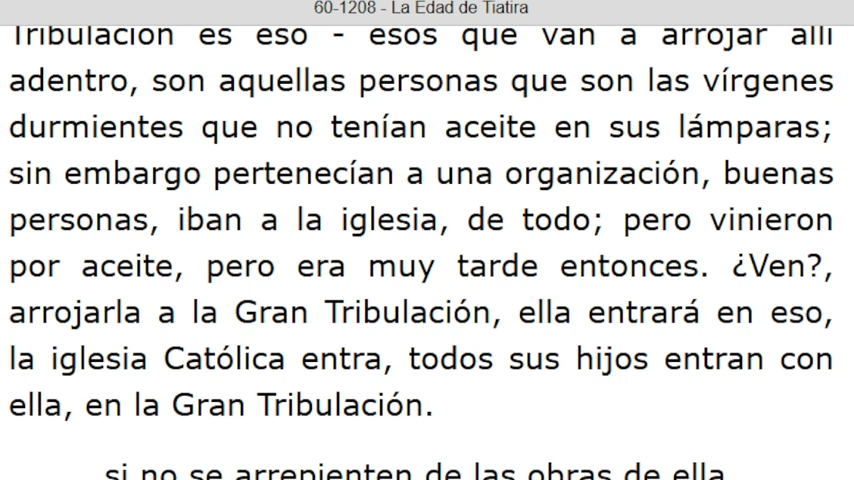 60-1208 - La Edad de Tiatira
Tribulación es eso - esos que van a arrojar allí
adentro, son aquellas personas que son las vírgenes
durmientes que no tenían aceite en sus lámparas;
sin embargo pertenecían a una organización, buenas
personas, iban a la iglesia, de todo; pero vinieron
por aceite, pero era muy tarde entonces. ¿Ven?,
arrojarla a la Gran Tribulación, ella entrará en eso,
la iglesia Católica entra, todos sus hijos entran con
ella, en la Gran Tribulación.
si no se arrepienten de las obras de ella